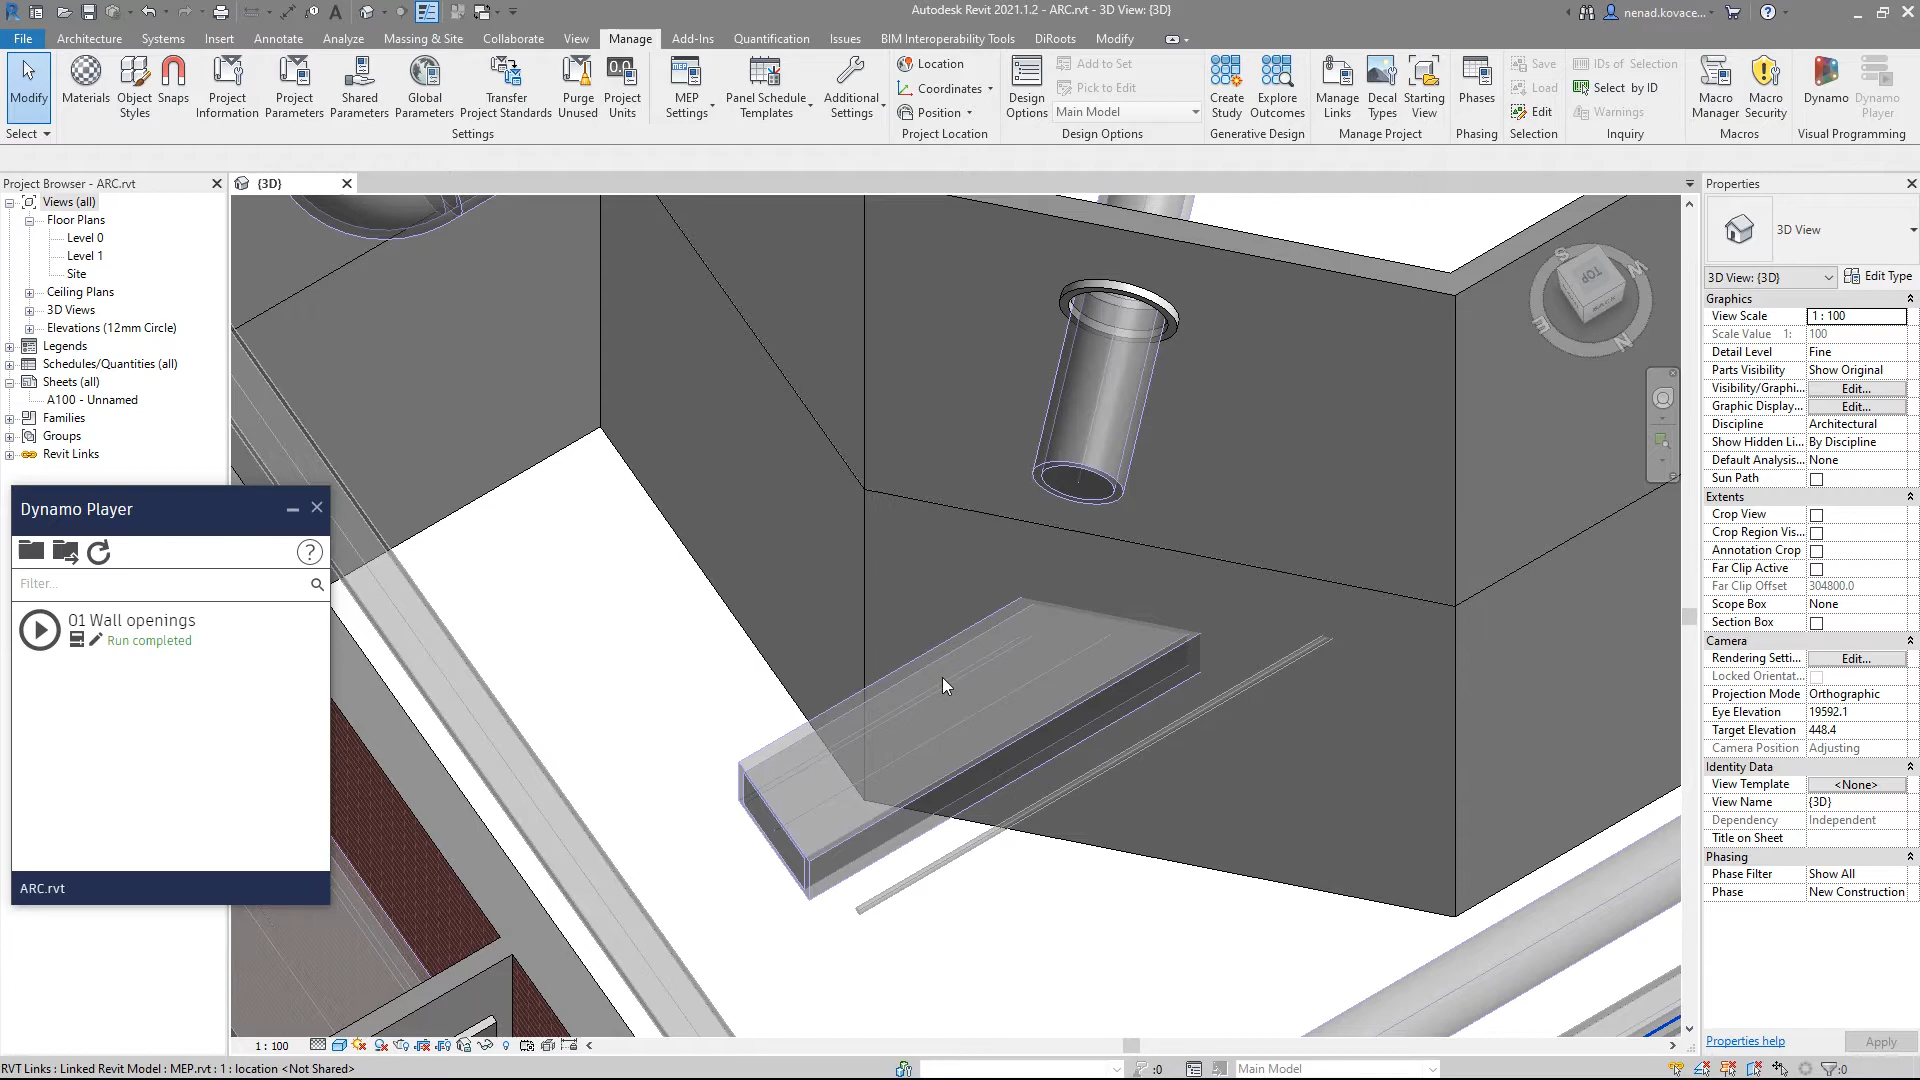 Autodesk Revit 2021.1.2 - ARC.rvt - 3D View: {3D}
nenad.kovace...
File
Architecture
Systems
Insert
Annotate
Analyze
Massing & Site
Collaborate
View
Manage
Add-Ins
Quantification
Issues
BIM Interoperability Tools
DiRoots
Modify
Modify
Materials
Object Styles
Snaps
Project Information
Project Parameters
Shared Parameters
Global Parameters
Transfer Project Standards
Purge Unused
Project Units
MEP Settings
Panel Schedule Templates
Additional Settings
Location
Coordinates
Position
Design Options
Add to Set
Pick to Edit
Main Model
Create Study
Explore Outcomes
Manage Links
Decal Types
Starting View
Phases
Save
Load
Edit
IDs of Selection
Select by ID
Warnings
Macro Manager
Macro Security
Dynamo
Dynamo Player
Select
Settings
Project Location
Design Options
Generative Design
Manage Project
Phasing
Selection
Inquiry
Macros
Visual Programming
Project Browser - ARC.rvt
Views (all)
Floor Plans
Level 0
Level 1
Site
Ceiling Plans
3D Views
Elevations (12mm Circle)
Legends
Schedules/Quantities (all)
Sheets (all)
A100 - Unnamed
Families
Groups
Revit Links
{3D}
TOP
BACK
S
W
E
N
Dynamo Player
Filter...
01 Wall openings
Run completed
ARC.rvt
Properties
3D View
3D View: {3D}
Edit Type
Graphics
View Scale 1 : 100
Scale Value 1: 100
Detail Level Fine
Parts Visibility Show Original
Visibility/Graphi... Edit...
Graphic Display... Edit...
Discipline Architectural
Show Hidden Li... By Discipline
Default Analysis... None
Sun Path
Extents
Crop View
Crop Region Vis...
Annotation Crop
Far Clip Active
Far Clip Offset 304800.0
Scope Box None
Section Box
Camera
Rendering Setti... Edit...
Locked Orientat...
Projection Mode Orthographic
Eye Elevation 19592.1
Target Elevation 448.4
Camera Position Adjusting
Identity Data
View Template <None>
View Name {3D}
Dependency Independent
Title on Sheet
Phasing
Phase Filter Show All
Phase New Construction
Properties help
Apply
1 : 100
RVT Links : Linked Revit Model : MEP.rvt : 1 : location <Not Shared>
:0
Main Model
:0